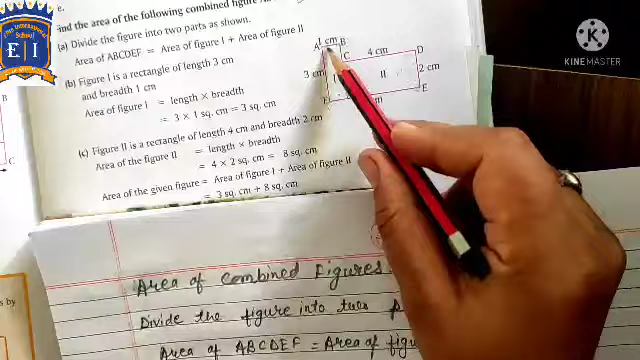 International
School
E I
KINEMASTER
e.
ind the area of the following combined figure
(a) Divide the figure into two parts as shown.
Area of ABCDEF = Area of figure I + Area of figure II
(b) Figure I is a rectangle of length 3 cm
and breadth 1 cm
Area of figure I = length × breadth
= 3 × 1 sq. cm = 3 sq. cm
(c) Figure II is a rectangle of length 4 cm and breadth 2 cm
Area of the figure II = length × breadth
= 4 × 2 sq. cm = 8 sq. cm
Area of the given figure = Area of figure I + Area of figure II
= 3 sq. cm + 8 sq. cm
A 1 cm B
C 4 cm D
3 cm I II 2 cm
F m E
B
C
s by
Area of Combined Figures.
Divide the figure into two p
Area of ABCDEF = Area of figu